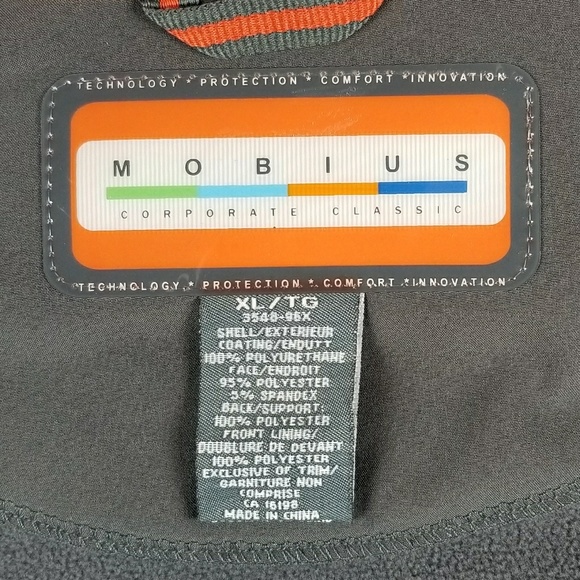 TECHNOLOGY * PROTECTION * COMFORT * INNOVATION
MOBIUS
CORPORATE CLASSIC
TECHNOLOGY * PROTECTION * COMFORT * INNOVATION
XL/TG
3548-96X
SHELL/EXTERIEUR
COATING/ENDUTT
100% POLYURETHANE
FACE/ENDROIT
95% POLYESTER
5% SPANDEX
BACK/SUPPORT:
100% POLYESTER
FRONT LINING/
DOUBLURE DE DEVANT
100% POLYESTER
EXCLUSIVE OF TRIM/
GARNITURE NON
COMPRISE
CA 16198
MADE IN CHINA